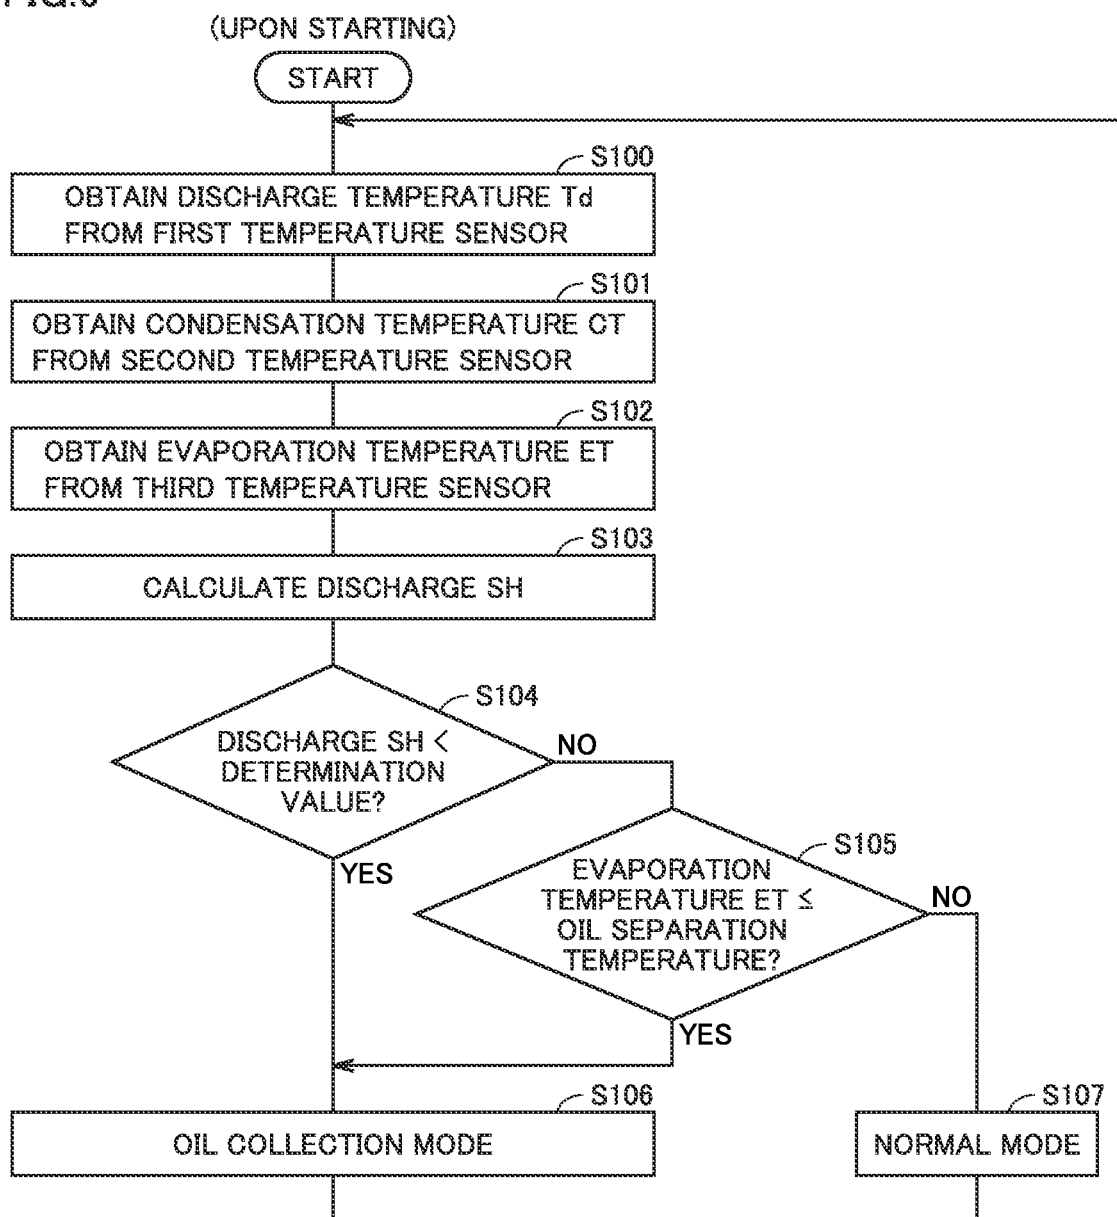 (UPON STARTING)
START
S100
OBTAIN DISCHARGE TEMPERATURE Td
FROM FIRST TEMPERATURE SENSOR
S101
OBTAIN CONDENSATION TEMPERATURE CT
FROM SECOND TEMPERATURE SENSOR
S102
OBTAIN EVAPORATION TEMPERATURE ET
FROM THIRD TEMPERATURE SENSOR
S103
CALCULATE DISCHARGE SH
S104
DISCHARGE SH <
DETERMINATION
VALUE?
NO
YES
S105
EVAPORATION
TEMPERATURE ET ≤
OIL SEPARATION
TEMPERATURE?
NO
YES
S106
OIL COLLECTION MODE
S107
NORMAL MODE